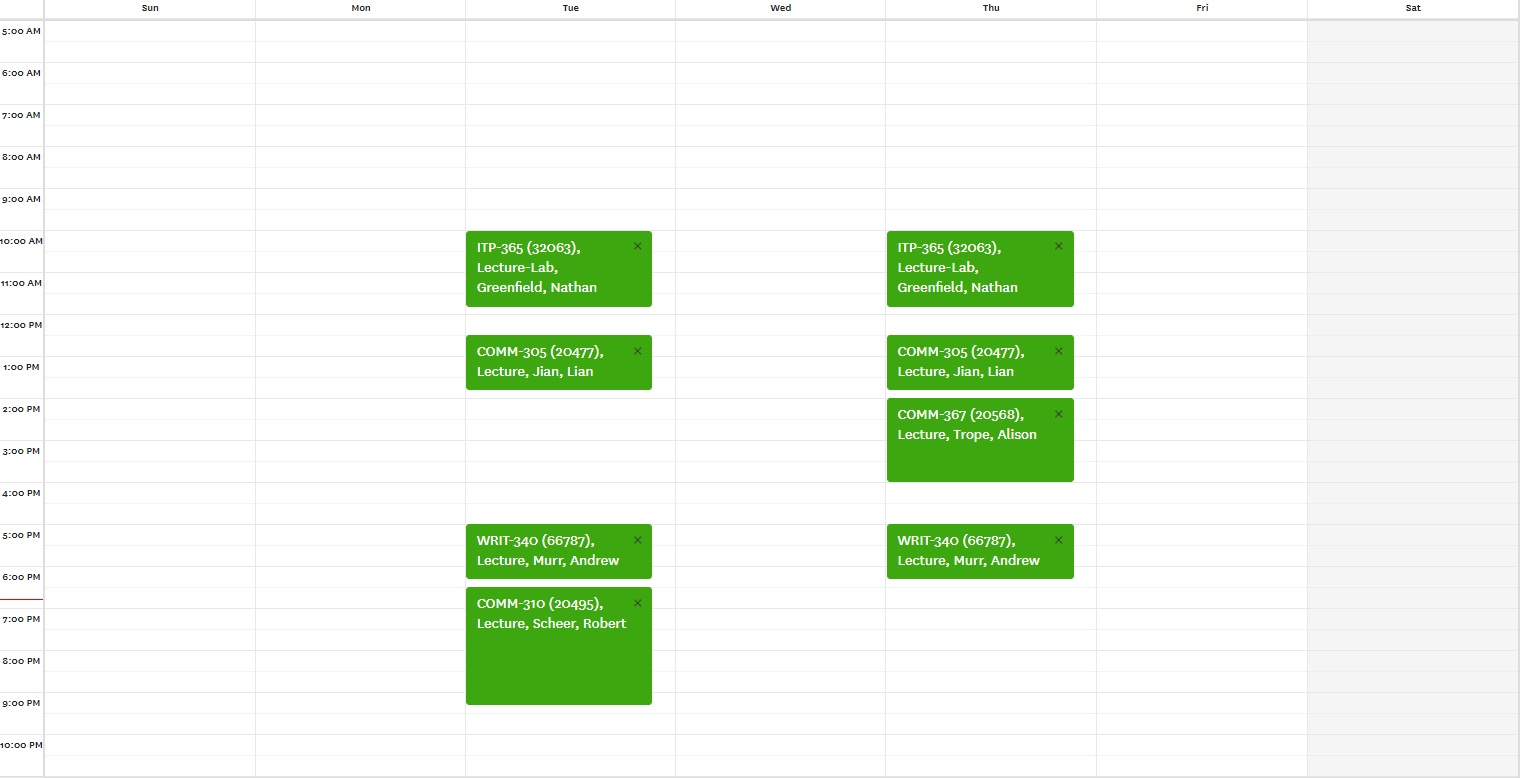 Sun Mon Tue Wed Thu Fri Sat
5:00 AM
6:00 AM
7:00 AM
8:00 AM
9:00 AM
10:00 AM
ITP-365 (32063), ×
Lecture-Lab,
Greenfield, Nathan
ITP-365 (32063), ×
Lecture-Lab,
Greenfield, Nathan
11:00 AM
12:00 PM
COMM-305 (20477), ×
Lecture, Jian, Lian
COMM-305 (20477), ×
Lecture, Jian, Lian
1:00 PM
2:00 PM
COMM-367 (20568), ×
Lecture, Trope, Alison
3:00 PM
4:00 PM
5:00 PM
WRIT-340 (66787), ×
Lecture, Murr, Andrew
WRIT-340 (66787), ×
Lecture, Murr, Andrew
6:00 PM
COMM-310 (20495), ×
Lecture, Scheer, Robert
7:00 PM
8:00 PM
9:00 PM
10:00 PM